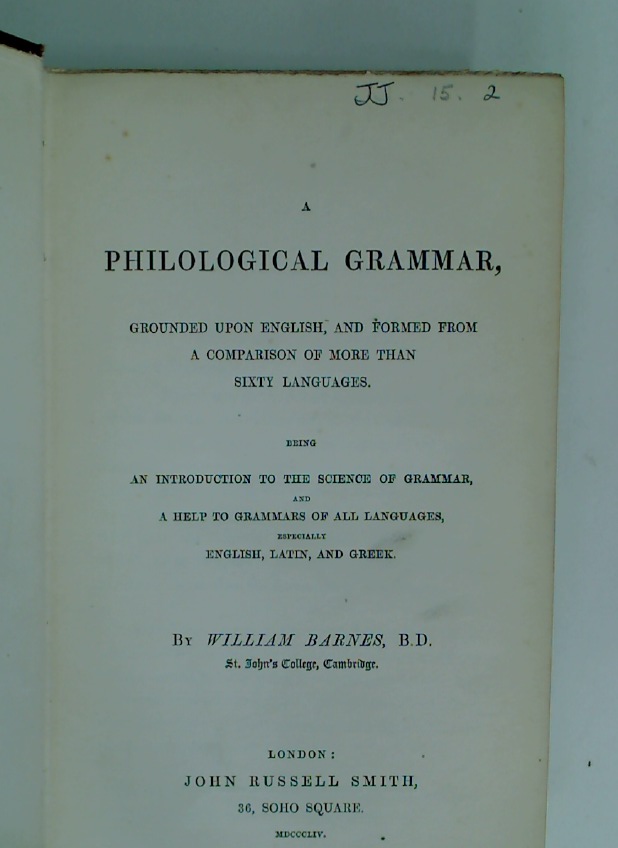 JJ. 15. 2
A
PHILOLOGICAL GRAMMAR,
GROUNDED UPON ENGLISH, AND FORMED FROM
A COMPARISON OF MORE THAN
SIXTY LANGUAGES.
BEING
AN INTRODUCTION TO THE SCIENCE OF GRAMMAR,
AND
A HELP TO GRAMMARS OF ALL LANGUAGES,
ESPECIALLY
ENGLISH, LATIN, AND GREEK.
BY WILLIAM BARNES, B.D.
St. John's College, Cambridge.
LONDON:
JOHN RUSSELL SMITH,
36, SOHO SQUARE.
MDCCCLIV.